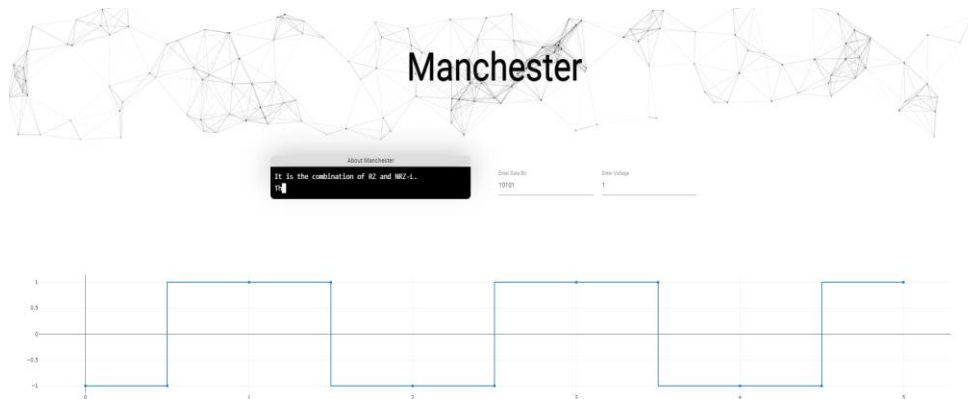 Manchester
About Manchester
It is the combination of RZ and NRZ-L.
Th
Enter Data Bit
Enter Voltage
10101
1
1
0.5
0
−0.5
−1
0 1 2 3 4 5